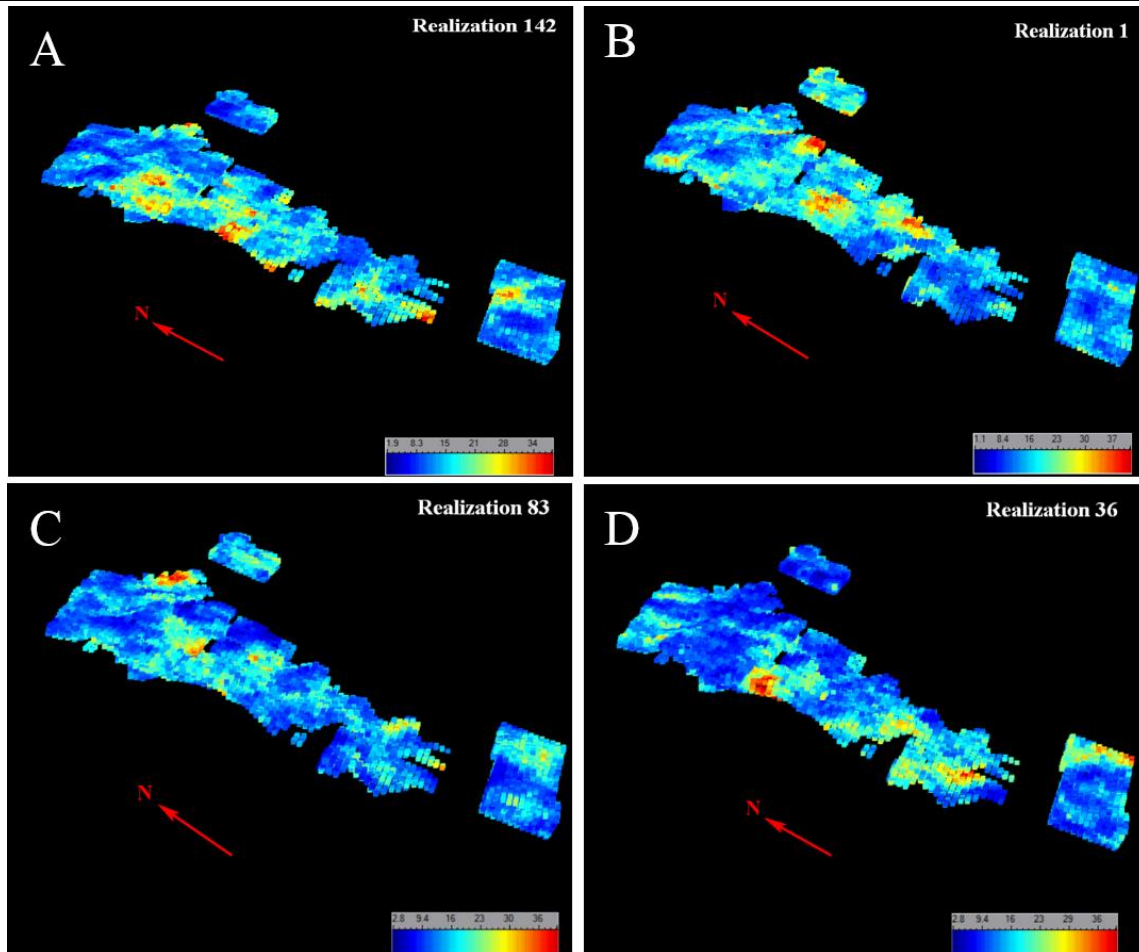 A
Realization 142
N
1.9 8.3 15 21 28 34
B
Realization 1
N
1.1 8.4 16 23 30 37
C
Realization 83
N
2.8 9.4 16 23 30 36
D
Realization 36
N
2.8 9.4 16 23 29 36